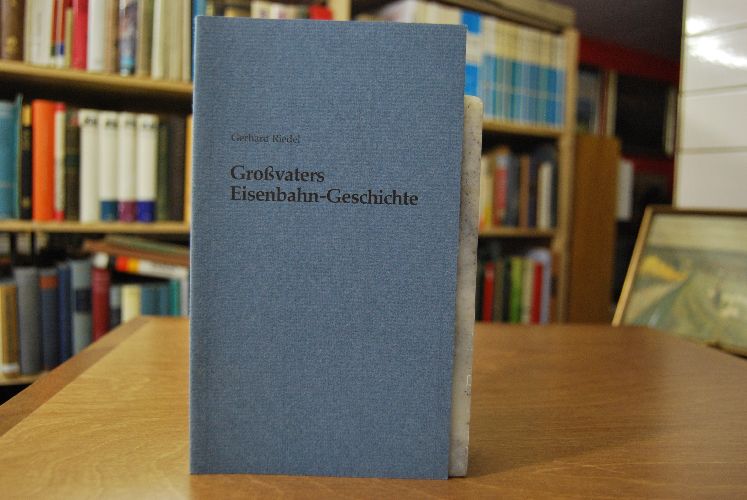 Gerhard Riedel
Großvaters
Eisenbahn-Geschichte